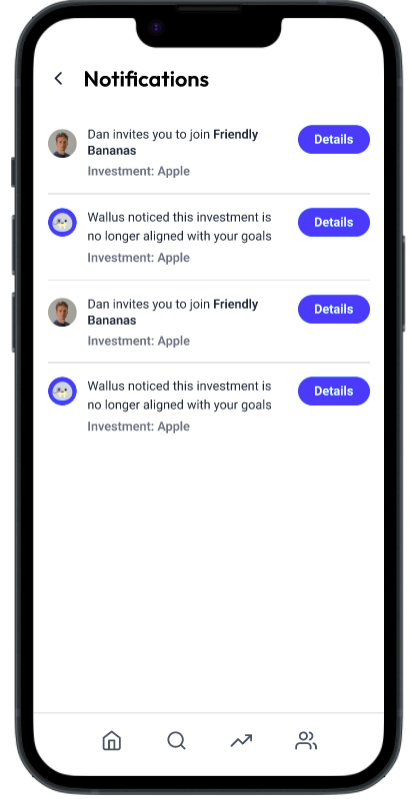 Notifications
Dan invites you to join Friendly
Bananas
Investment: Apple
Details
Wallus noticed this investment is
no longer aligned with your goals
Investment: Apple
Details
Dan invites you to join Friendly
Bananas
Investment: Apple
Details
Wallus noticed this investment is
no longer aligned with your goals
Investment: Apple
Details